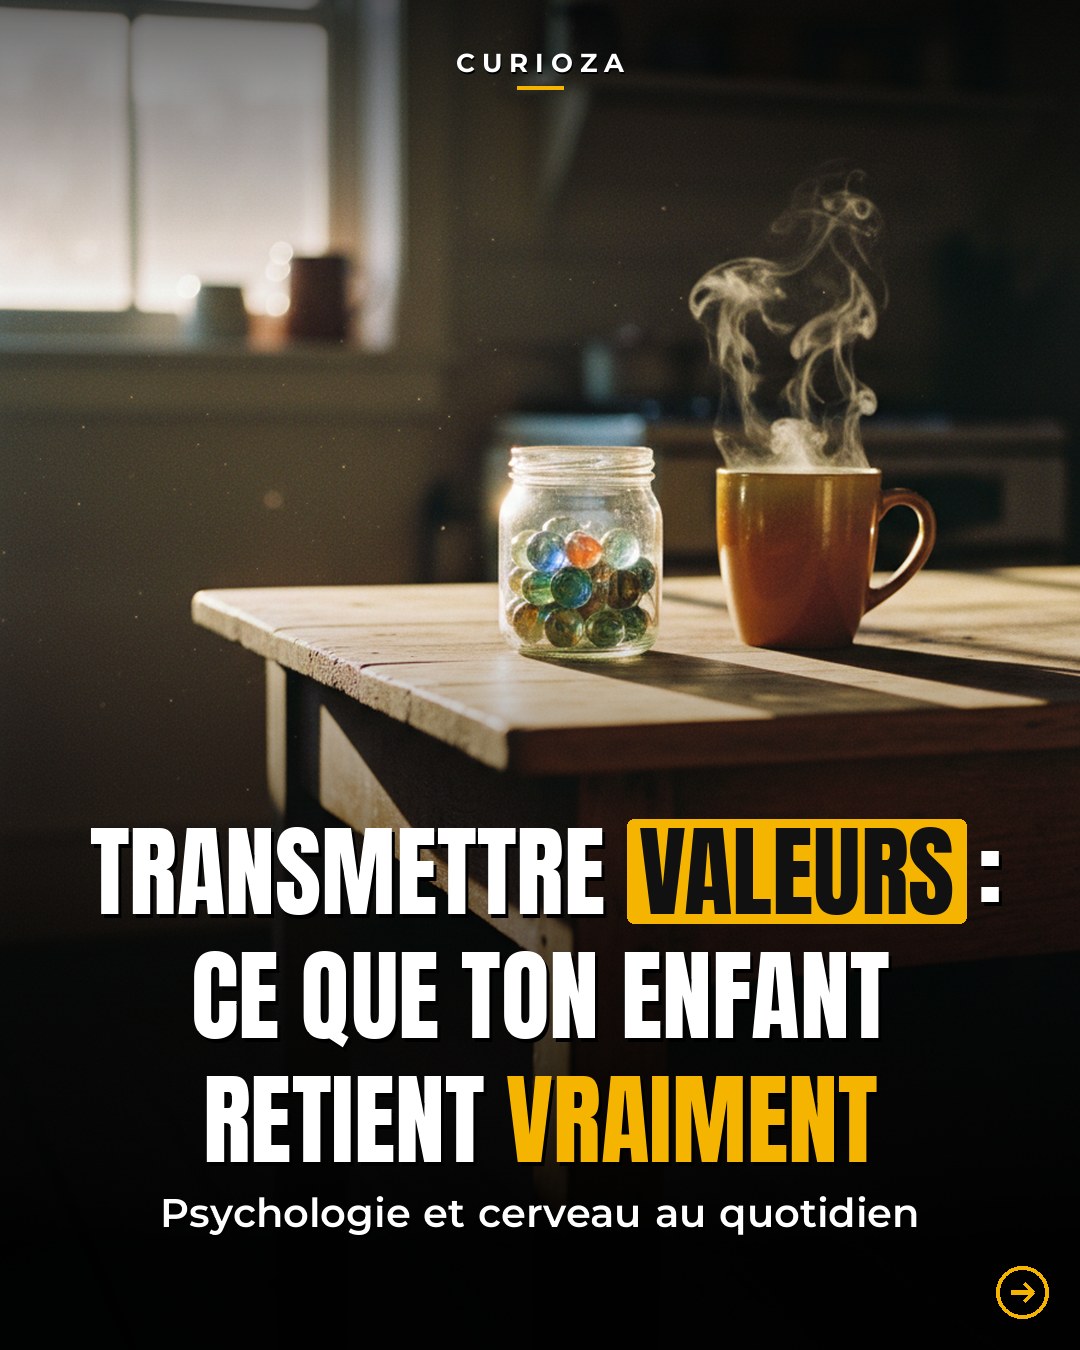 CURIOZA
TRANSMETTRE VALEURS :
CE QUE TON ENFANT
RETIENT VRAIMENT
Psychologie et cerveau au quotidien